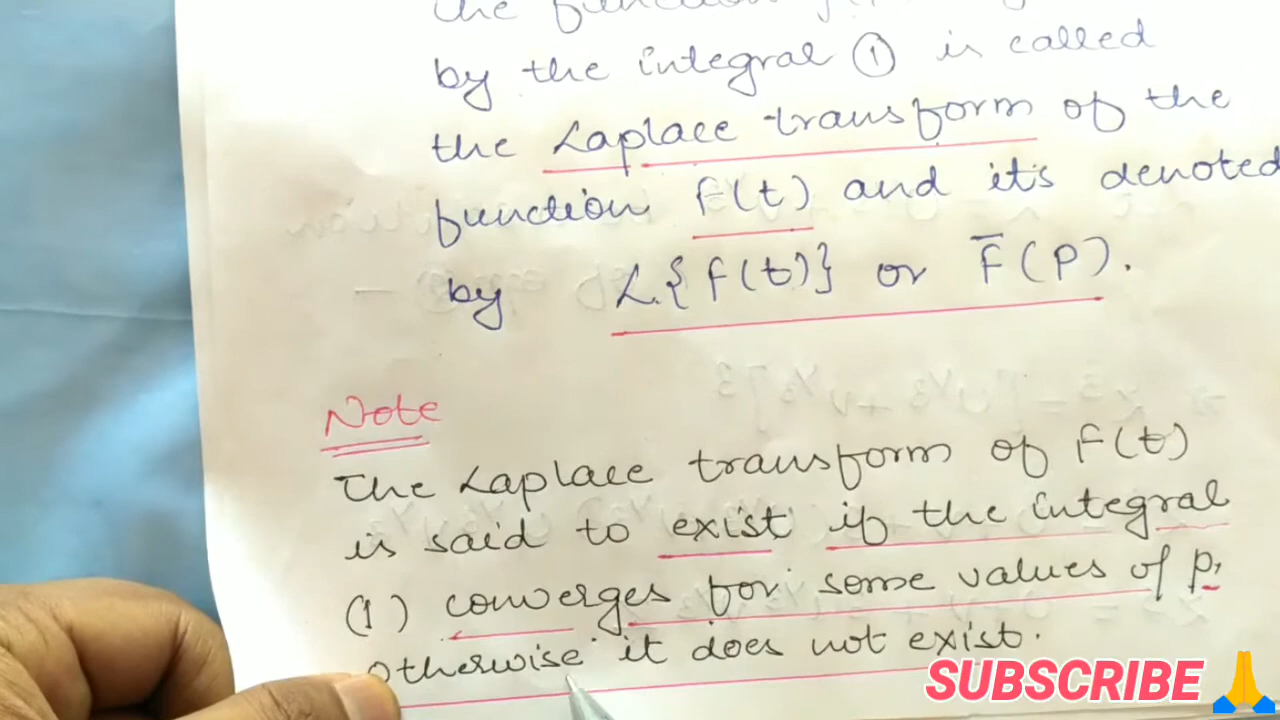 the function
by the integral ① is called
the Laplace transform of the
function F(t) and it's denoted
by L{F(t)} or F̅(p).
Note
The Laplace transform of F(t)
is said to exist if the integral
(1) converges for some values of p,
otherwise it does not exist.
SUBSCRIBE🙏